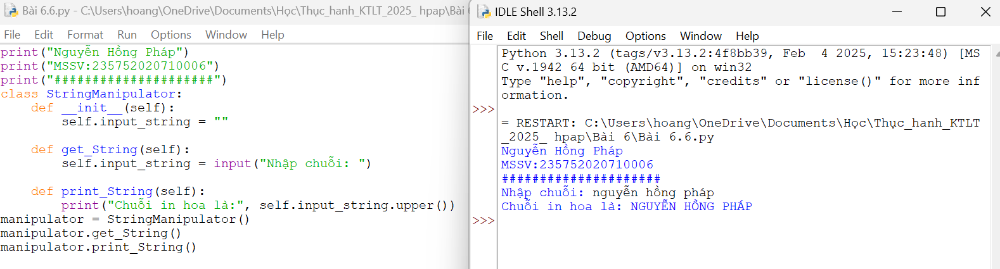 Bài 6.6.py - C:\Users\hoang\OneDrive\Documents\Học\Thực_hanh_KTLT_2025_ hpap\Bài
File Edit Format Run Options Window Help
print("Nguyễn Hồng Pháp")
print("MSSV:235752020710006")
print("#####################")
class StringManipulator:
    def __init__(self):
        self.input_string = ""
    def get_String(self):
        self.input_string = input("Nhập chuỗi: ")
    def print_String(self):
        print("Chuỗi in hoa là:", self.input_string.upper())
manipulator = StringManipulator()
manipulator.get_String()
manipulator.print_String()
IDLE Shell 3.13.2
File Edit Shell Debug Options Window Help
Python 3.13.2 (tags/v3.13.2:4f8bb39, Feb  4 2025, 15:23:48) [MS
C v.1942 64 bit (AMD64)] on win32
Type "help", "copyright", "credits" or "license()" for more inf
ormation.
>>>
= RESTART: C:\Users\hoang\OneDrive\Documents\Học\Thực_hanh_KTLT
_2025_ hpap\Bài 6\Bài 6.6.py
Nguyễn Hồng Pháp
MSSV:235752020710006
#####################
Nhập chuỗi: nguyễn hồng pháp
Chuỗi in hoa là: NGUYỄN HỒNG PHÁP
>>>